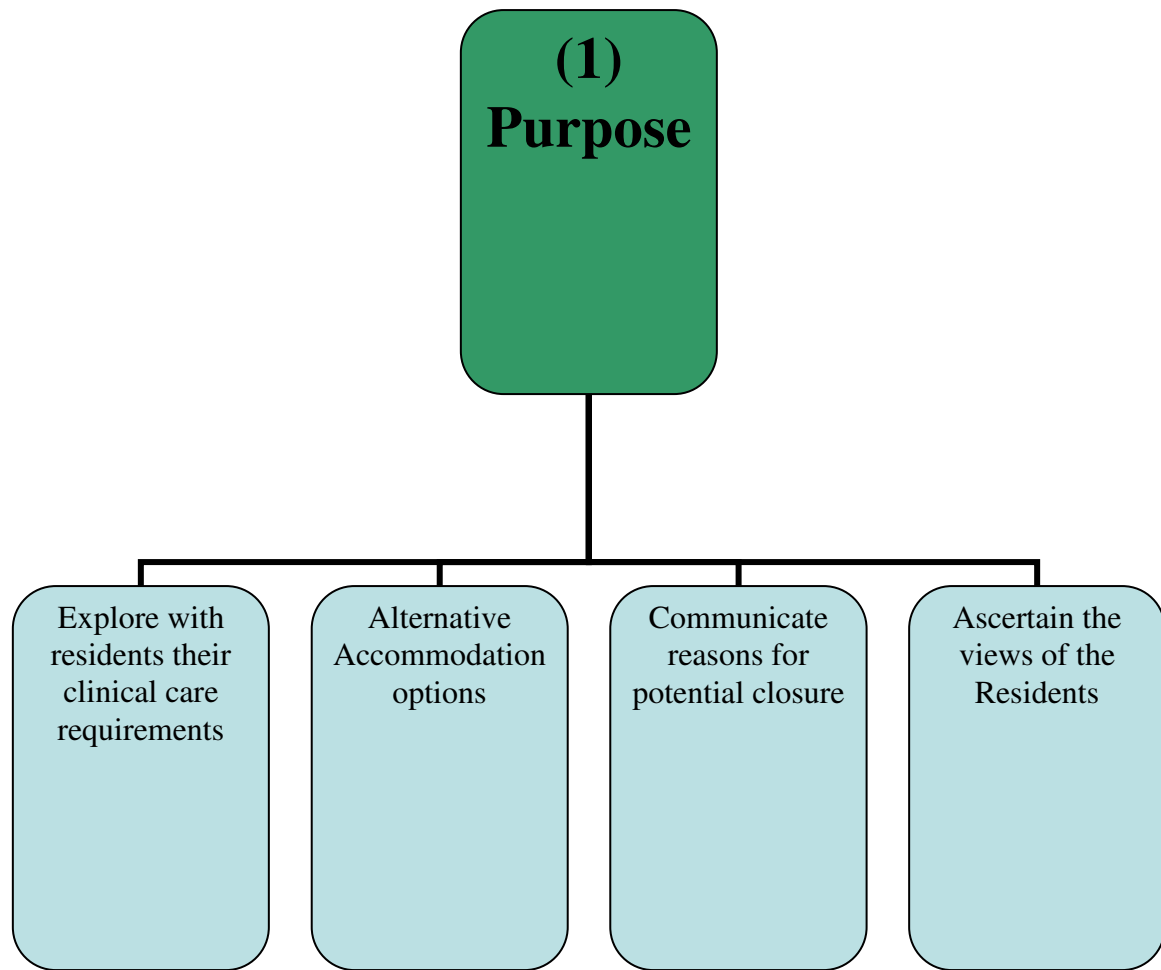 (1)
Purpose
Explore with
residents their
clinical care
requirements
Alternative
Accommodation
options
Communicate
reasons for
potential closure
Ascertain the
views of the
Residents